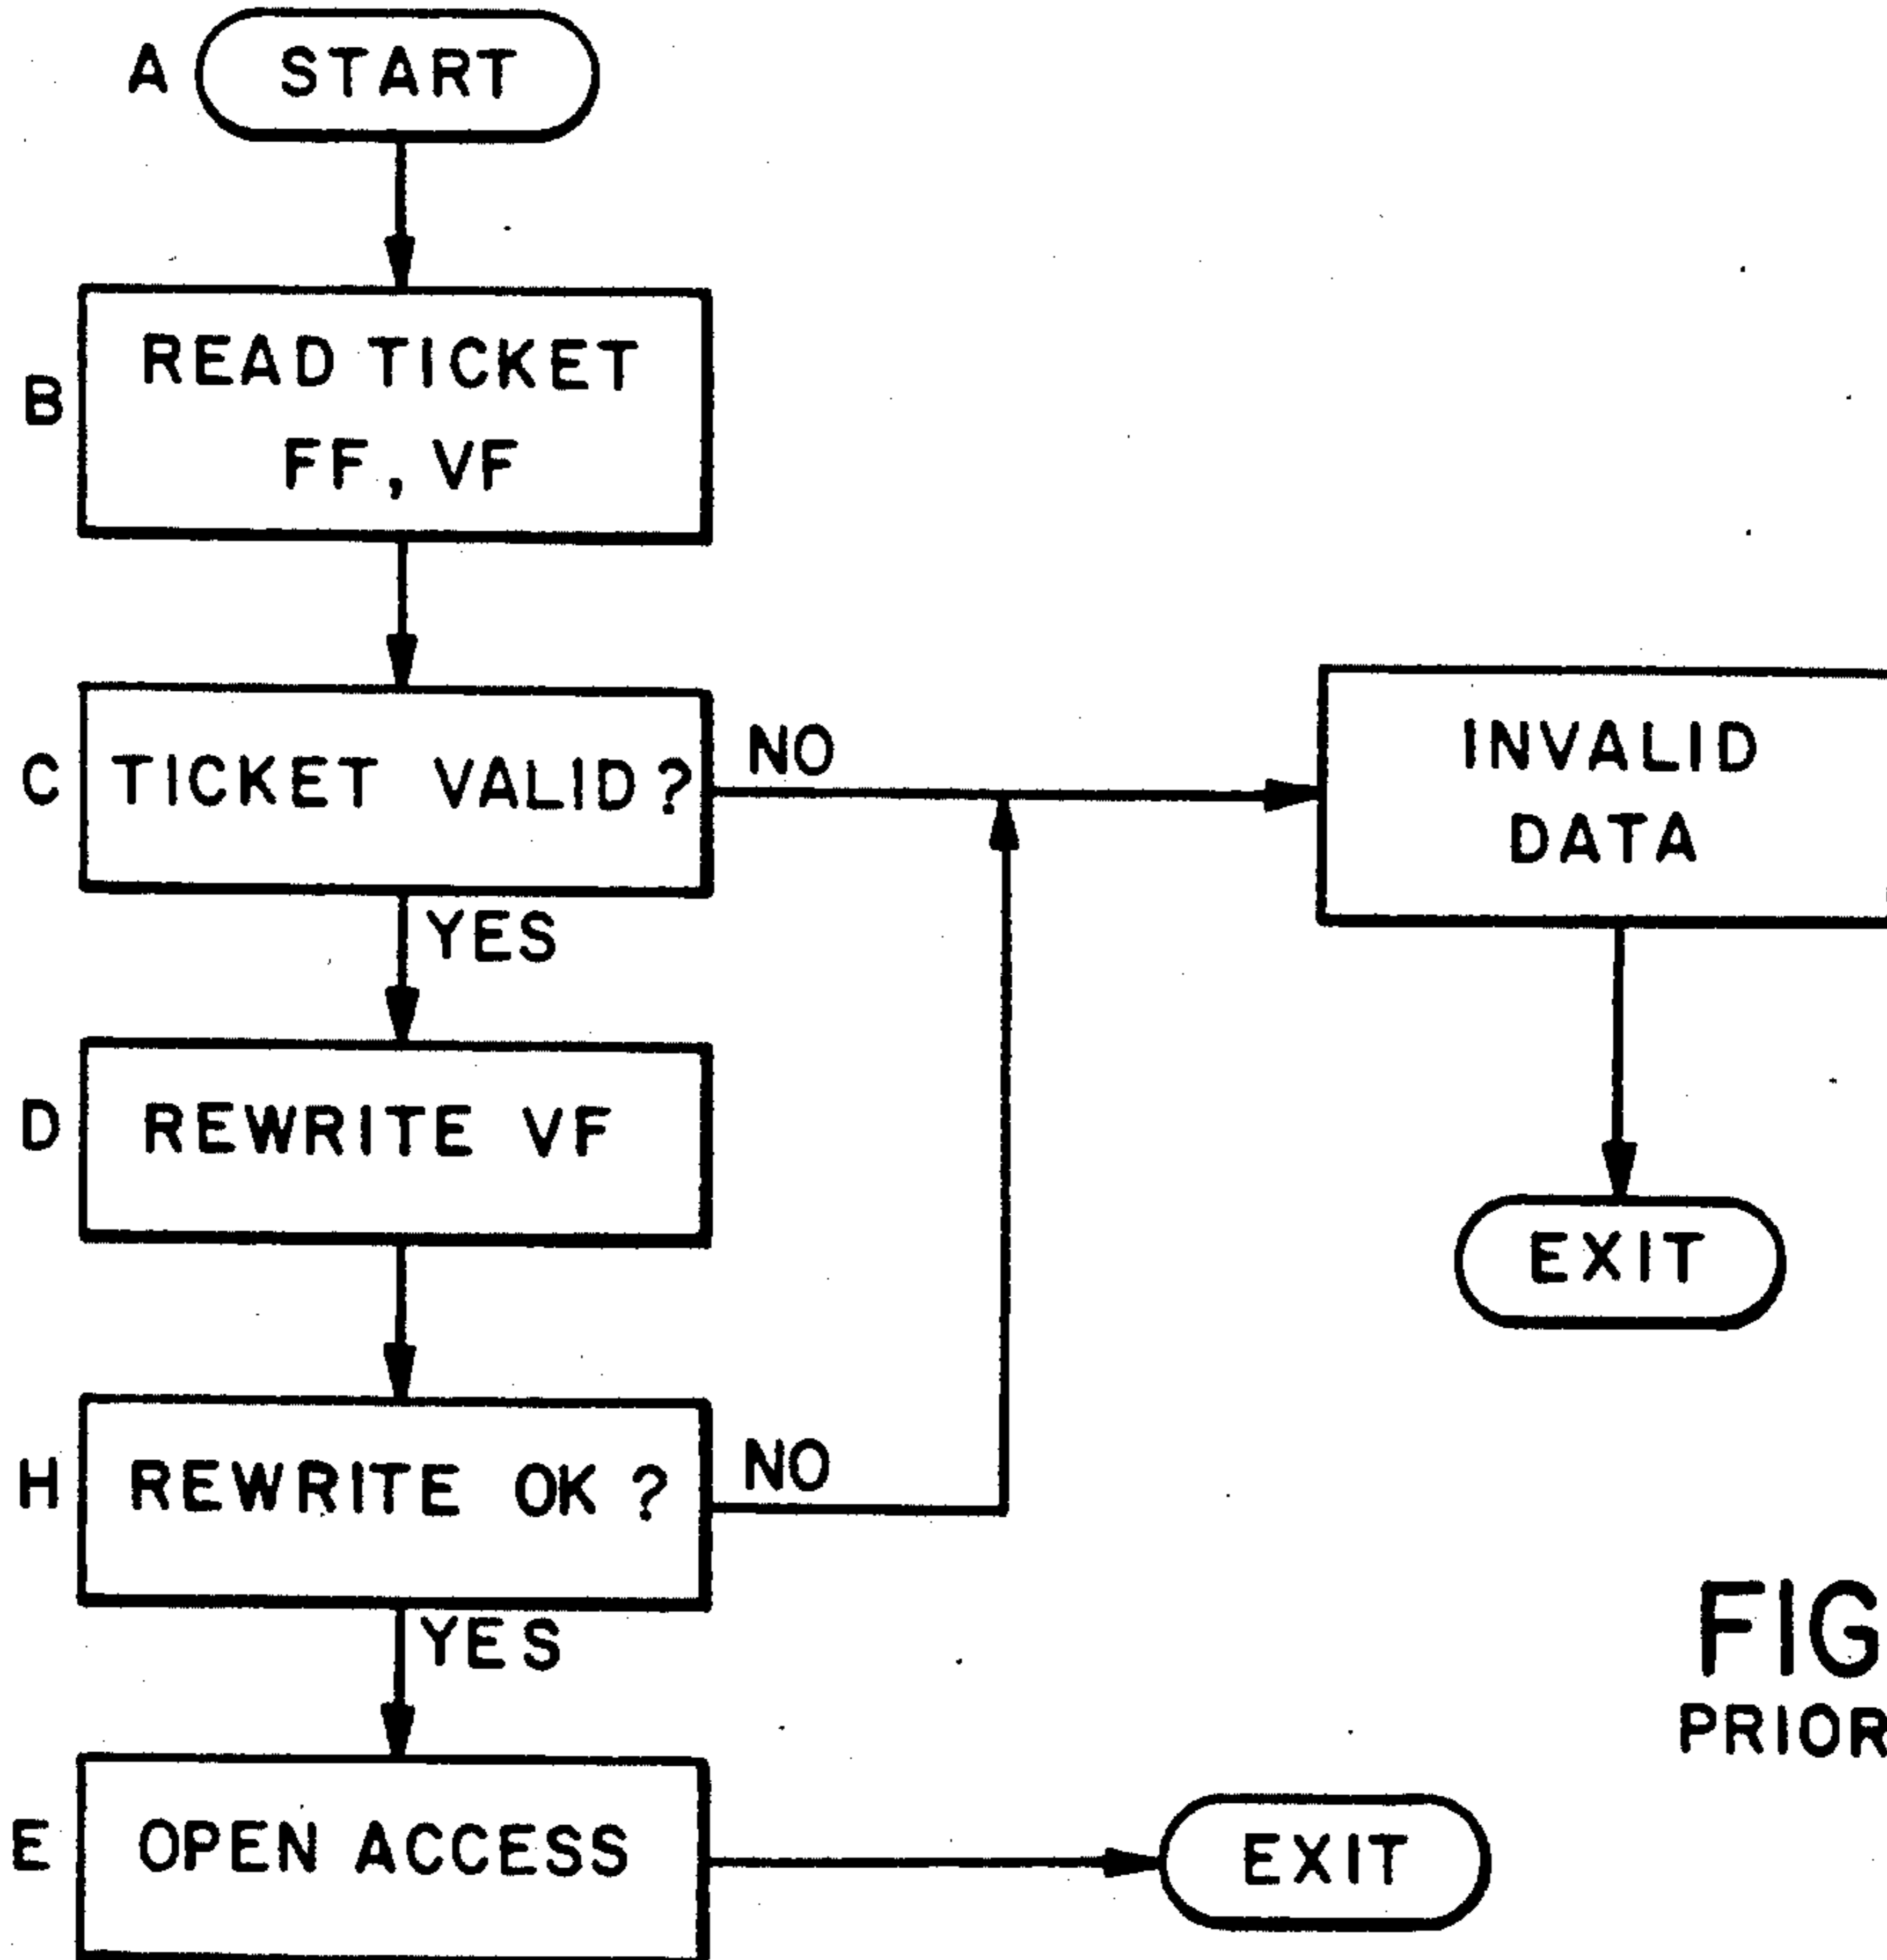 A START
B READ TICKET
FF, VF
C TICKET VALID? NO
INVALID
DATA
YES
D REWRITE VF
EXIT
H REWRITE OK? NO
YES
FIG
PRIOR
E OPEN ACCESS
EXIT